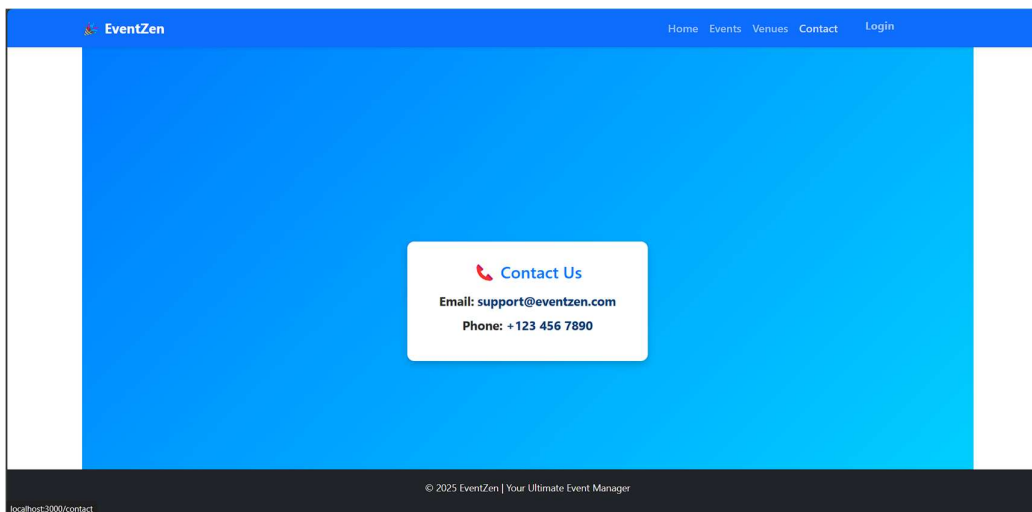 EventZen
Home Events Venues Contact Login
Contact Us
Email: support@eventzen.com
Phone: +123 456 7890
© 2025 EventZen | Your Ultimate Event Manager
localhost:3000/contact